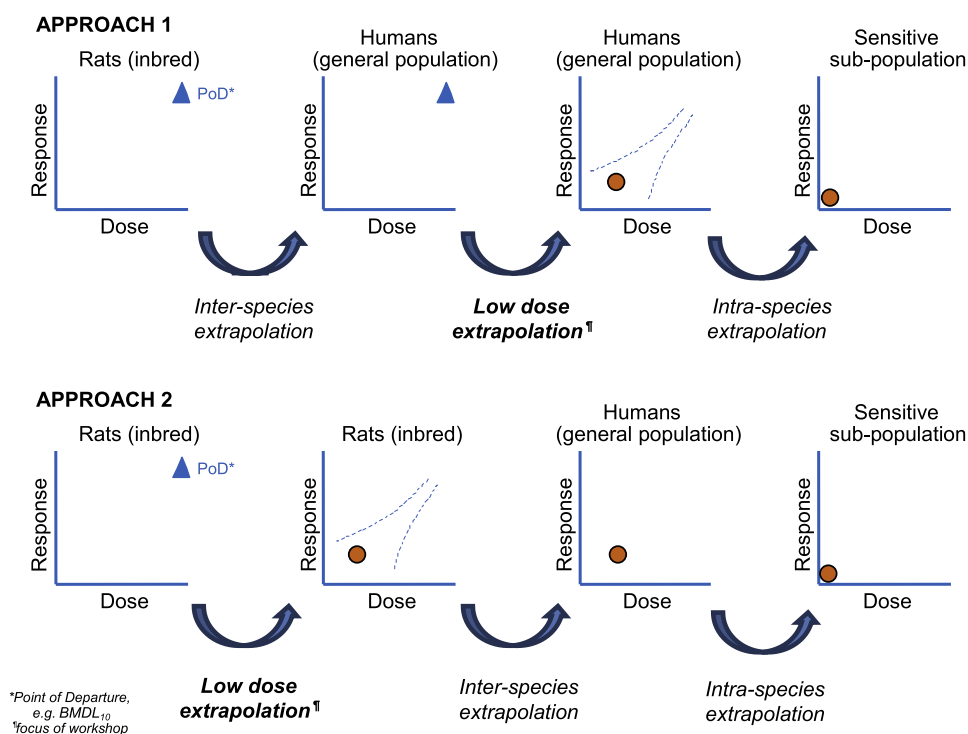 APPROACH 1
Rats (inbred)
Humans
(general population)
Humans
(general population)
Sensitive
sub-population
Response
PoD*
Dose
Response
Dose
Response
Dose
Response
Dose
Inter-species
extrapolation
Low dose
extrapolation¶
Intra-species
extrapolation
APPROACH 2
Rats (inbred)
Rats (inbred)
Humans
(general population)
Sensitive
sub-population
Response
PoD*
Dose
Response
Dose
Response
Dose
Response
Dose
Low dose
extrapolation¶
Inter-species
extrapolation
Intra-species
extrapolation
*Point of Departure,
e.g. BMDL10
¶focus of workshop